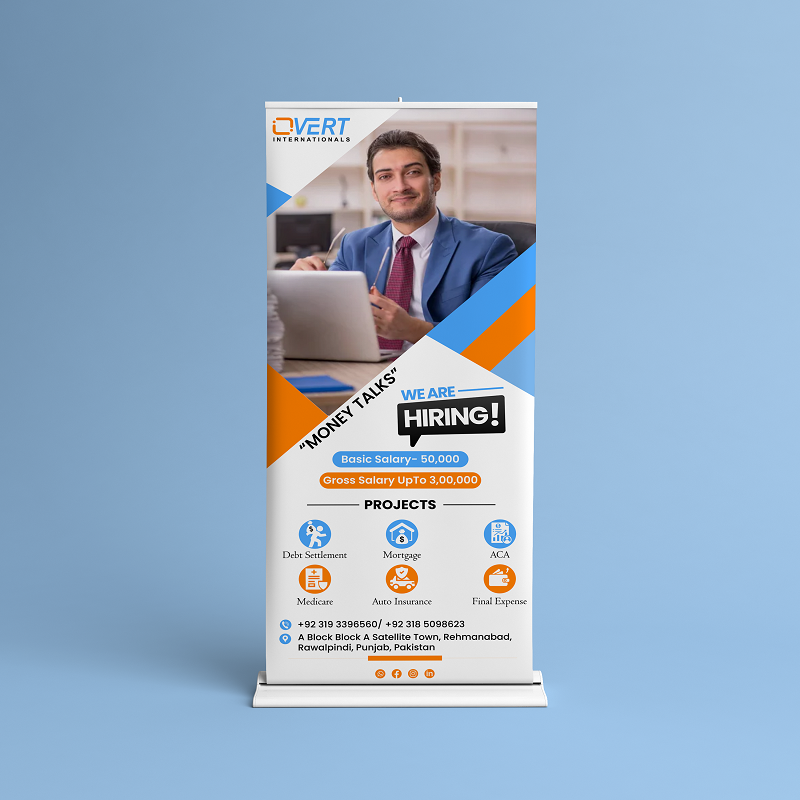 OVERT
INTERNATIONALS
"MONEY TALKS"
WE ARE
HIRING!
Basic Salary- 50,000
Gross Salary UpTo 3,00,000
PROJECTS
Debt Settlement
Mortgage
ACA
Medicare
Auto Insurance
Final Expense
+92 319 3396560/ +92 318 5098623
A Block Block A Satellite Town, Rehmanabad,
Rawalpindi, Punjab, Pakistan